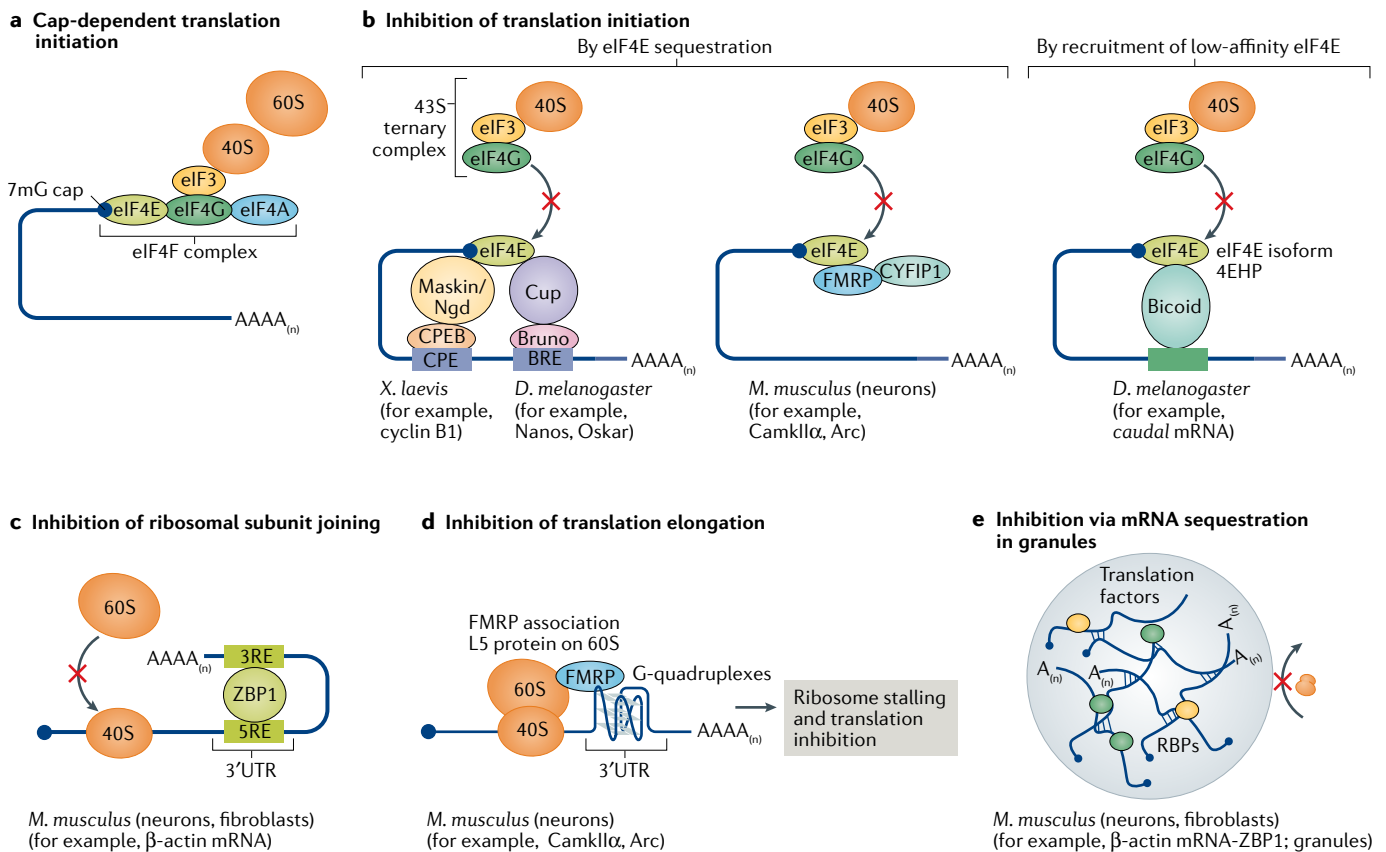 a Cap-dependent translation
initiation
60S
40S
eIF3
7mG cap
eIF4E
eIF4G
eIF4A
eIF4F complex
AAAA(n)
b Inhibition of translation initiation
By eIF4E sequestration
43S
ternary
complex
40S
eIF3
eIF4G
eIF4E
Maskin/
Ngd
Cup
CPEB
Bruno
CPE
BRE
AAAA(n)
X. laevis
(for example,
cyclin B1)
D. melanogaster
(for example,
Nanos, Oskar)
40S
eIF3
eIF4G
eIF4E
FMRP
CYFIP1
AAAA(n)
M. musculus (neurons)
(for example,
CamkIIα, Arc)
By recruitment of low-affinity eIF4E
40S
eIF3
eIF4G
eIF4E
eIF4E isoform
4EHP
Bicoid
AAAA(n)
D. melanogaster
(for example,
caudal mRNA)
c Inhibition of ribosomal subunit joining
60S
AAAA(n)
3RE
ZBP1
40S
5RE
3′UTR
M. musculus (neurons, fibroblasts)
(for example, β-actin mRNA)
d Inhibition of translation elongation
FMRP association
L5 protein on 60S
60S
FMRP
G-quadruplexes
40S
AAAA(n)
3′UTR
Ribosome stalling
and translation
inhibition
M. musculus (neurons)
(for example, CamkIIα, Arc)
e Inhibition via mRNA sequestration
in granules
Translation
factors
A(n)
A(n)
A(n)
A(n)
RBPs
M. musculus (neurons, fibroblasts)
(for example, β-actin mRNA-ZBP1; granules)